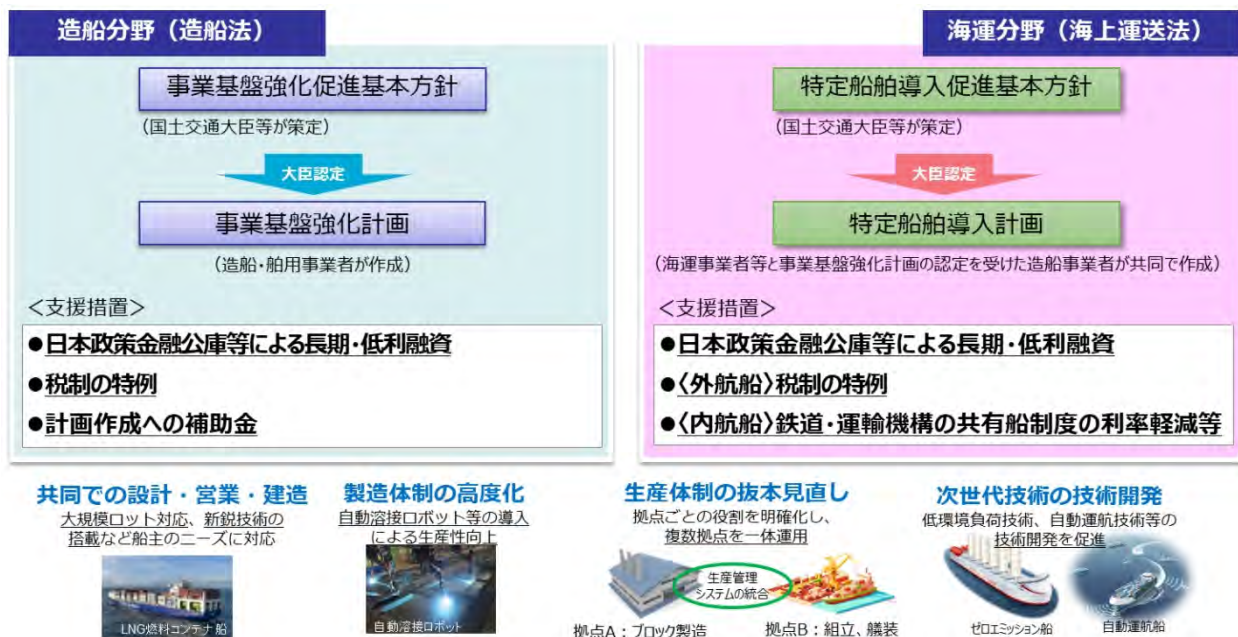 造船分野（造船法）
事業基盤強化促進基本方針
（国土交通大臣等が策定）
大臣認定
事業基盤強化計画
（造船・舶用事業者が作成）
＜支援措置＞
●日本政策金融公庫等による長期・低利融資
●税制の特例
●計画作成への補助金
海運分野（海上運送法）
特定船舶導入促進基本方針
（国土交通大臣等が策定）
大臣認定
特定船舶導入計画
（海運事業者等と事業基盤強化計画の認定を受けた造船事業者が共同で作成）
＜支援措置＞
●日本政策金融公庫等による長期・低利融資
●〈外航船〉税制の特例
●〈内航船〉鉄道・運輸機構の共有船制度の利率軽減等
共同での設計・営業・建造
大規模ロット対応、新鋭技術の
搭載など船主のニーズに対応
LNG燃料コンテナ船
製造体制の高度化
自動溶接ロボット等の導入
による生産性向上
自動溶接ロボット
生産体制の抜本見直し
拠点ごとの役割を明確化し、
複数拠点を一体運用
生産管理
システムの統合
拠点A：ブロック製造
拠点B：組立、艤装
次世代技術の技術開発
低環境負荷技術、自動運航技術等の
技術開発を促進
ゼロエミッション船
自動運航船